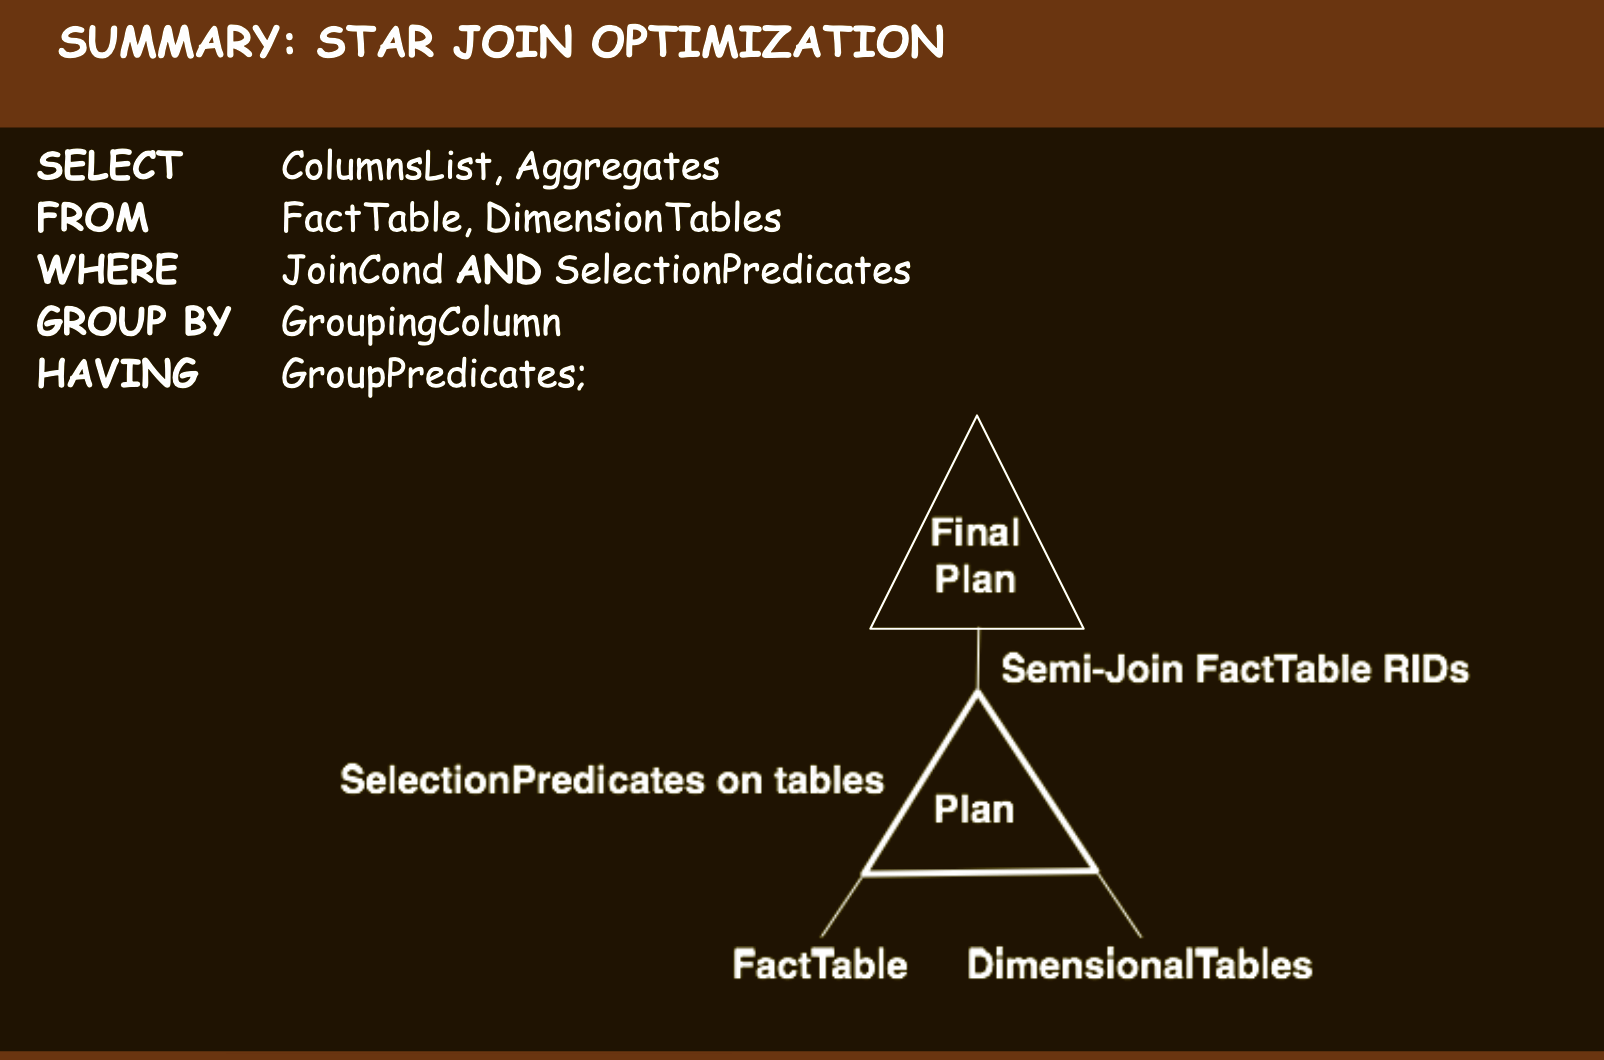 SUMMARY: STAR JOIN OPTIMIZATION
SELECT ColumnsList, Aggregates
FROM FactTable, DimensionTables
WHERE JoinCond AND SelectionPredicates
GROUP BY GroupingColumn
HAVING GroupPredicates;
Final
Plan
Semi-Join FactTable RIDs
SelectionPredicates on tables
Plan
FactTable
DimensionalTables